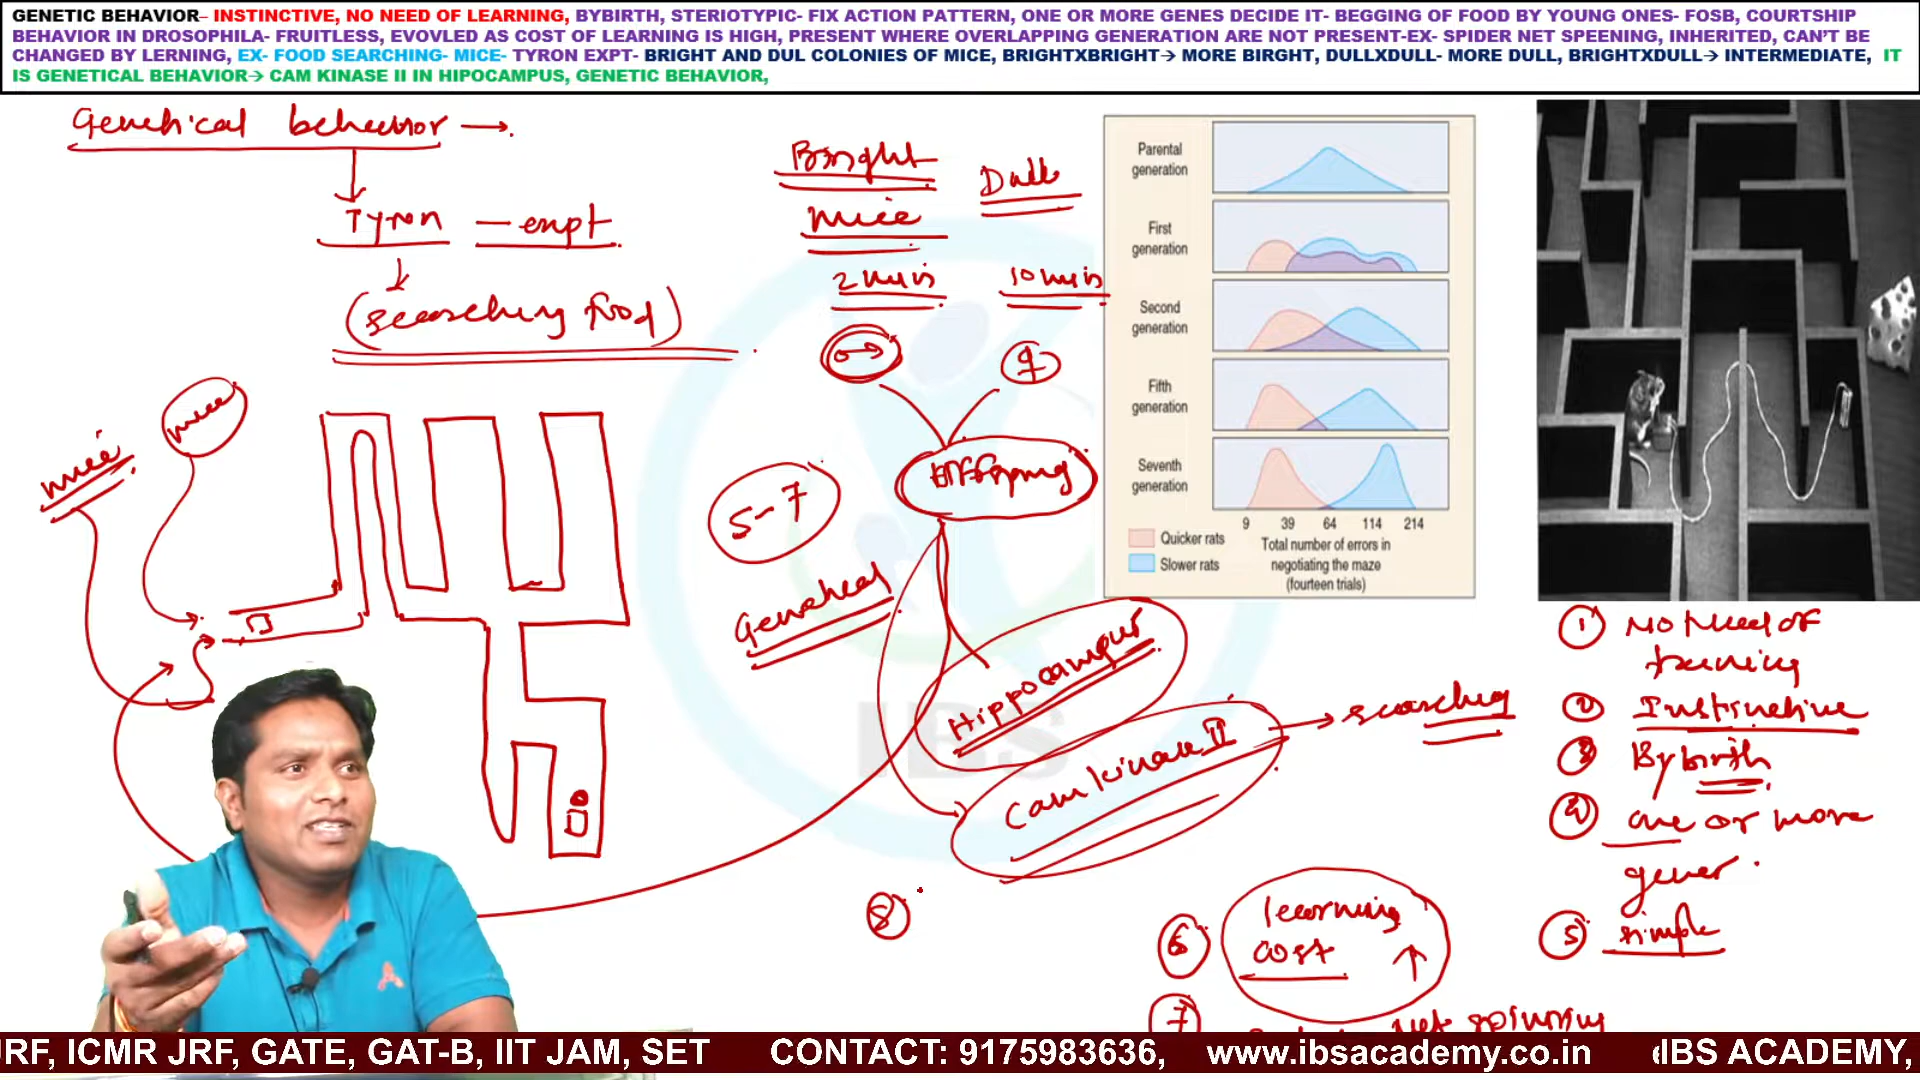 GENETIC BEHAVIOR– INSTINCTIVE, NO NEED OF LEARNING, BYBIRTH, STERIOTYPIC- FIX ACTION PATTERN, ONE OR MORE GENES DECIDE IT- BEGGING OF FOOD BY YOUNG ONES- FOSB, COURTSHIP
BEHAVIOR IN DROSOPHILA- FRUITLESS, EVOVLED AS COST OF LEARNING IS HIGH, PRESENT WHERE OVERLAPPING GENERATION ARE NOT PRESENT-EX- SPIDER NET SPEENING, INHERITED, CAN'T BE
CHANGED BY LERNING, EX- FOOD SEARCHING- MICE- TYRON EXPT- BRIGHT AND DUL COLONIES OF MICE, BRIGHTXBRIGHT→ MORE BIRGHT, DULLXDULL- MORE DULL, BRIGHTXDULL→ INTERMEDIATE, IT
IS GENETICAL BEHAVIOR→ CAM KINASE II IN HIPOCAMPUS, GENETIC BEHAVIOR,
Genetical behavior →
Tyron – expt
(searching food)
mice
mice
Bright
mice
Dull
2 min
10 min
♂
♀
offspring
5-7
Genetical
Hippocampus
Cam kinase II → searching
Parental
generation
First
generation
Second
generation
Fifth
generation
Seventh
generation
9 39 64 114 214
Quicker rats
Slower rats
Total number of errors in
negotiating the maze
(fourteen trials)
① No Need of
training
② Instinctive
③ By birth
④ one or more
genes
⑤ simple
⑥ learning
cost ↑
⑦ net spinning
⑧
IBS
JRF, ICMR JRF, GATE, GAT-B, IIT JAM, SET CONTACT: 9175983636, www.ibsacademy.co.in IBS ACADEMY,